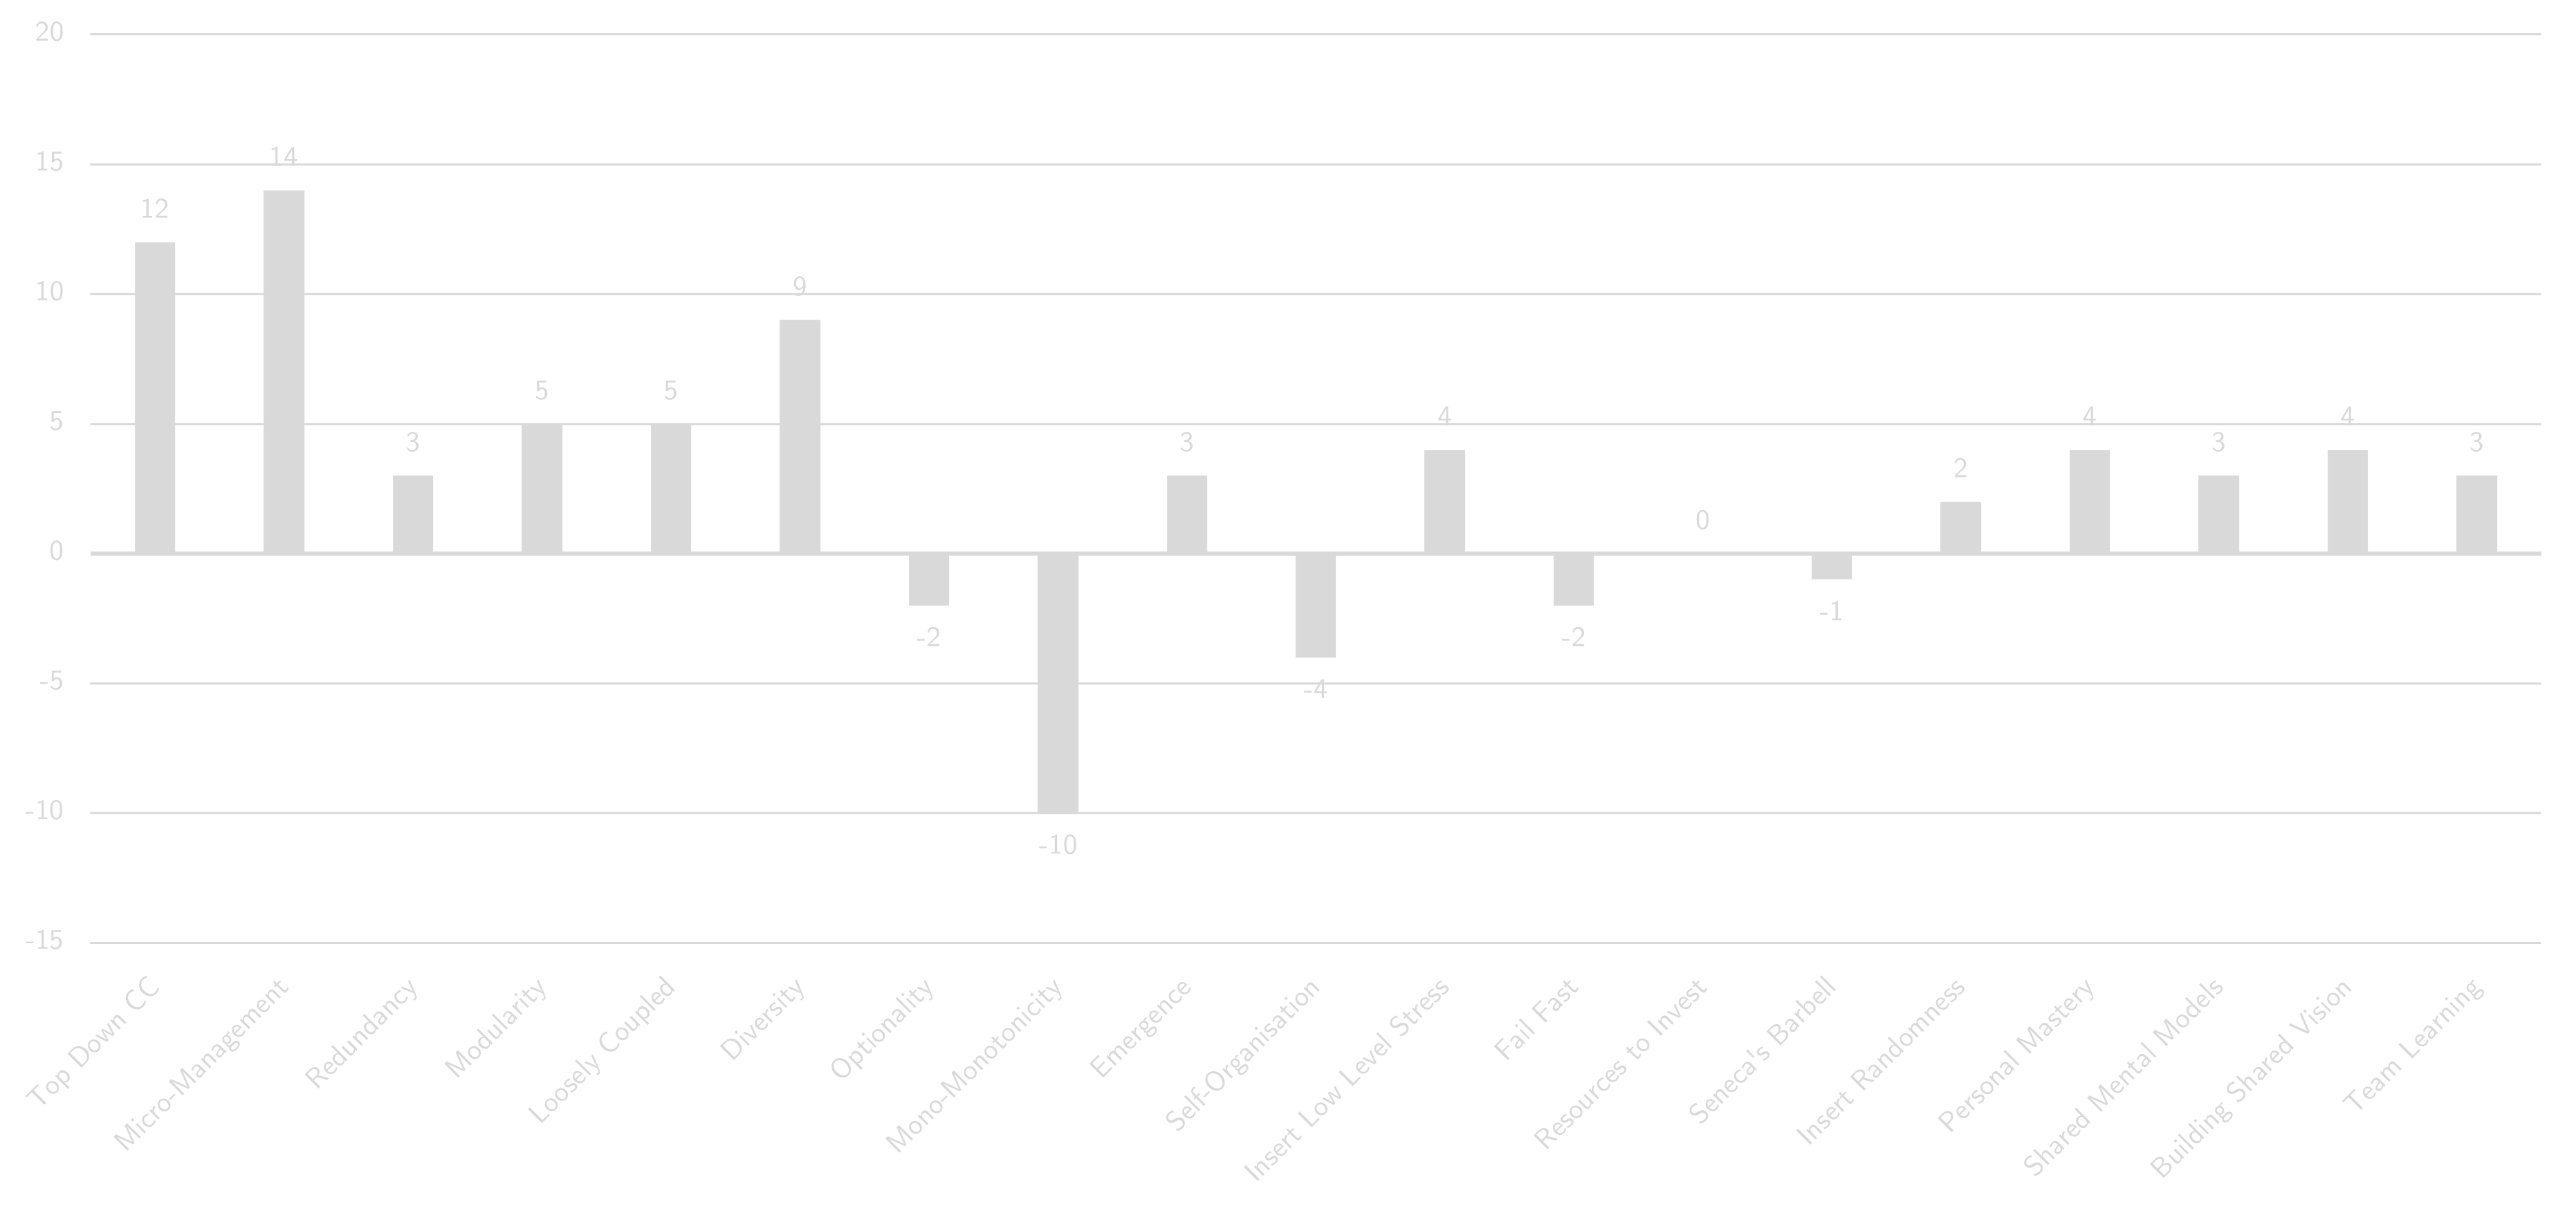 20
15
10
5
0
-5
-10
-15
12
14
3
5
5
9
-2
-10
3
-4
4
-2
0
-1
2
4
3
4
3
Top Down CC
Micro-Management
Redundancy
Modularity
Loosely Coupled
Diversity
Optionality
Mono-Monotonicity
Emergence
Self-Organisation
Insert Low Level Stress
Fail Fast
Resources to Invest
Seneca's Barbell
Insert Randomness
Personal Mastery
Shared Mental Models
Building Shared Vision
Team Learning